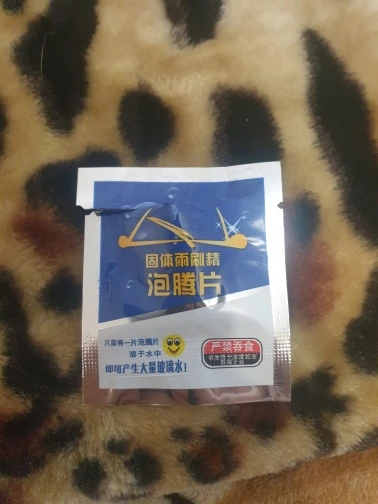 固体雨刷精
泡腾片
只需将一片泡腾片
溶于水中
即可产生大量玻璃水!
严禁吞食